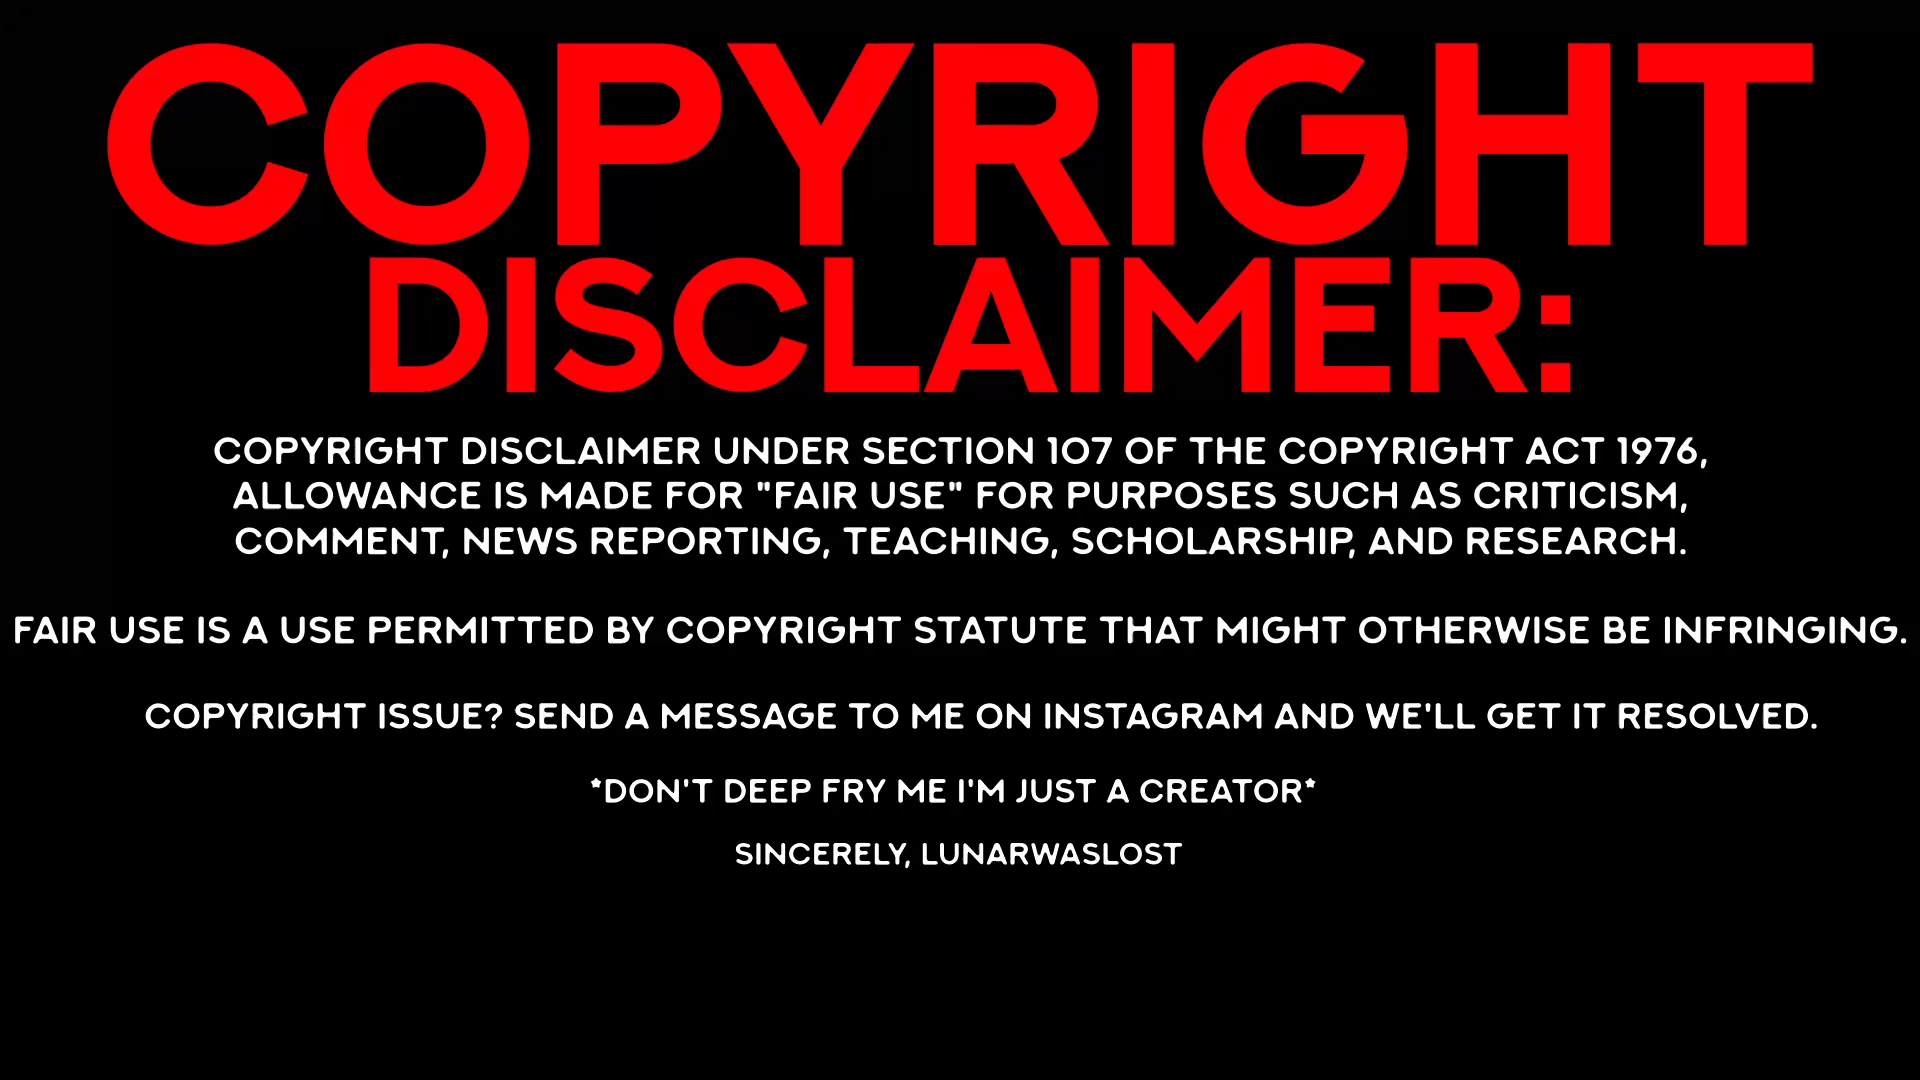 COPYRIGHT
DISCLAIMER:
COPYRIGHT DISCLAIMER UNDER SECTION 107 OF THE COPYRIGHT ACT 1976,
ALLOWANCE IS MADE FOR "FAIR USE" FOR PURPOSES SUCH AS CRITICISM,
COMMENT, NEWS REPORTING, TEACHING, SCHOLARSHIP, AND RESEARCH.
FAIR USE IS A USE PERMITTED BY COPYRIGHT STATUTE THAT MIGHT OTHERWISE BE INFRINGING.
COPYRIGHT ISSUE? SEND A MESSAGE TO ME ON INSTAGRAM AND WE'LL GET IT RESOLVED.
*DON'T DEEP FRY ME I'M JUST A CREATOR*
SINCERELY, LUNARWASLOST